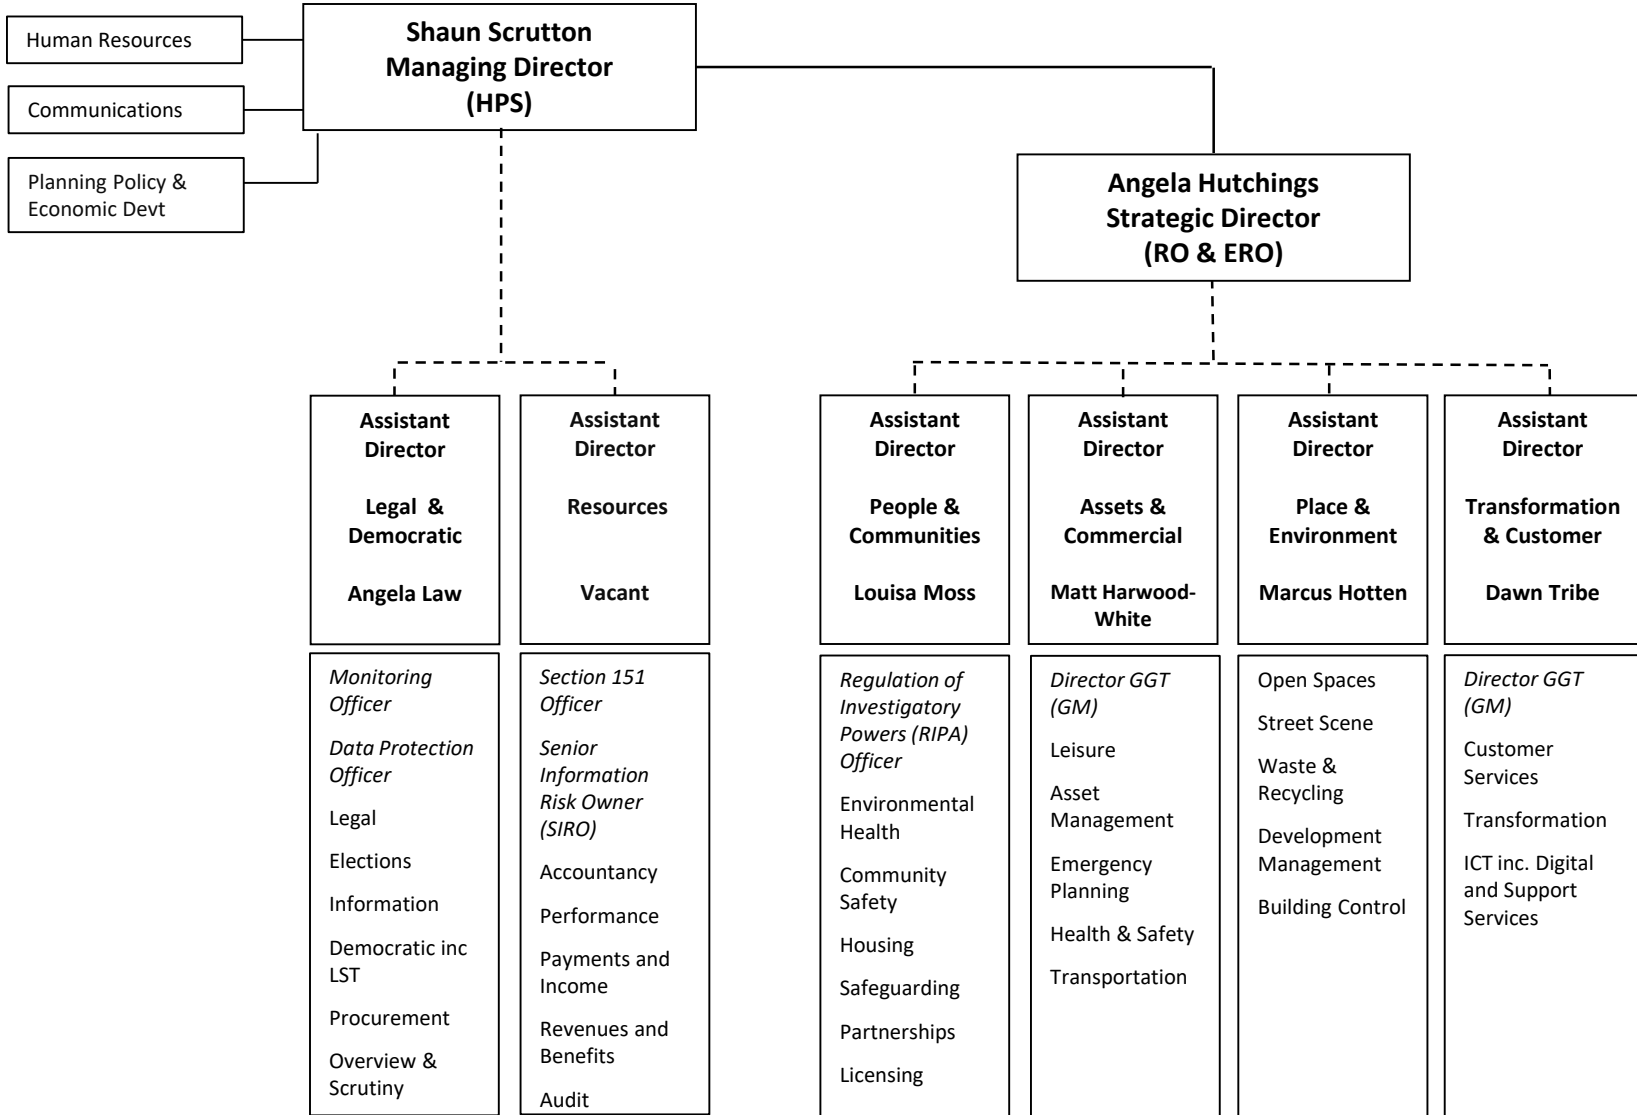 Human Resources
Communications
Planning Policy &
Economic Devt
Shaun Scrutton
Managing Director
(HPS)
Angela Hutchings
Strategic Director
(RO & ERO)
Assistant
Director
Legal & 
Democratic
Angela Law
Monitoring
Officer
Data Protection
Officer
Legal
Elections
Information
Democratic inc
LST
Procurement
Overview &
Scrutiny
Assistant
Director
Resources
Vacant
Section 151
Officer
Senior
Information
Risk Owner
(SIRO)
Accountancy
Performance
Payments and
Income
Revenues and
Benefits
Audit
Assistant
Director
People &
Communities
Louisa Moss
Regulation of
Investigatory
Powers (RIPA)
Officer
Environmental
Health
Community
Safety
Housing
Safeguarding
Partnerships
Licensing
Assistant
Director
Assets &
Commercial
Matt Harwood-
White
Director GGT
(GM)
Leisure
Asset
Management
Emergency
Planning
Health & Safety
Transportation
Assistant
Director
Place &
Environment
Marcus Hotten
Open Spaces
Street Scene
Waste &
Recycling
Development
Management
Building Control
Assistant
Director
Transformation
& Customer
Dawn Tribe
Director GGT
(GM)
Customer
Services
Transformation
ICT inc. Digital
and Support
Services